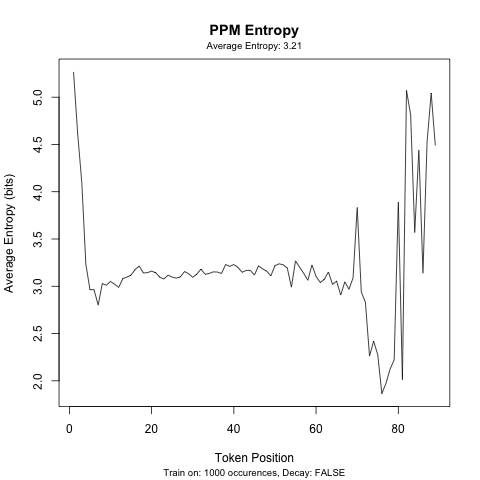 PPM Entropy
Average Entropy: 3.21
Average Entropy (bits)
5.0
4.5
4.0
3.5
3.0
2.5
2.0
0 20 40 60 80
Token Position
Train on: 1000 occurences, Decay: FALSE